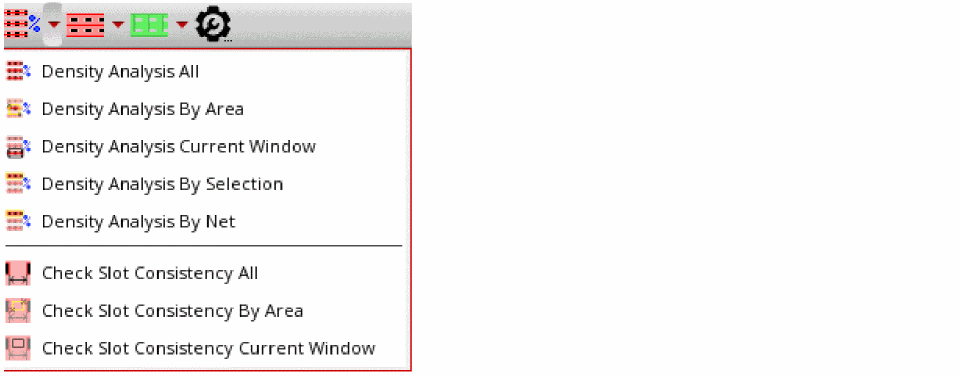 Density Analysis All
Density Analysis By Area
Density Analysis Current Window
Density Analysis By Selection
Density Analysis By Net
Check Slot Consistency All
Check Slot Consistency By Area
Check Slot Consistency Current Window